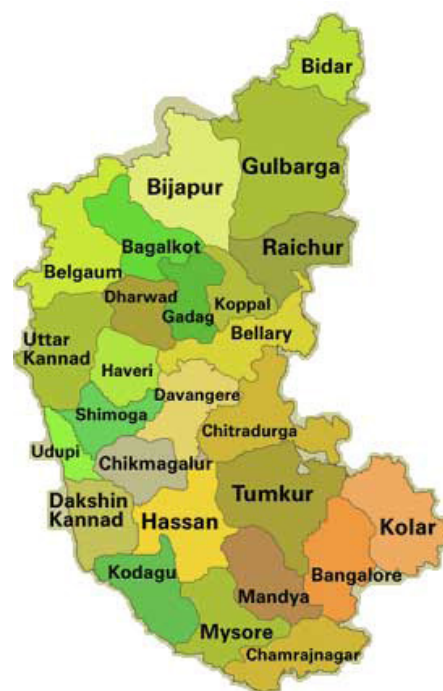 Bidar
Gulbarga
Bijapur
Raichur
Bagalkot
Belgaum
Dharwad
Koppal
Gadag
Bellary
Uttar
Kannad
Haveri
Davangere
Shimoga
Chitradurga
Udupi
Chikmagalur
Tumkur
Dakshin
Kannad
Hassan
Kolar
Kodagu
Bangalore
Mandya
Mysore
Chamrajnagar